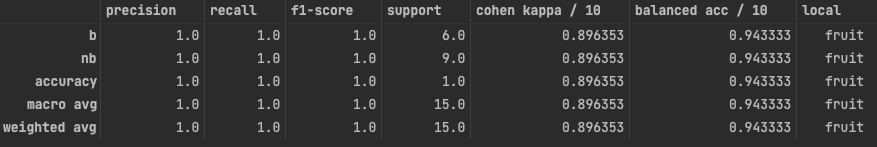 precision recall f1-score support cohen kappa / 10 balanced acc / 10 local
b 1.0 1.0 1.0 6.0 0.896353 0.943333 fruit
nb 1.0 1.0 1.0 9.0 0.896353 0.943333 fruit
accuracy 1.0 1.0 1.0 1.0 0.896353 0.943333 fruit
macro avg 1.0 1.0 1.0 15.0 0.896353 0.943333 fruit
weighted avg 1.0 1.0 1.0 15.0 0.896353 0.943333 fruit